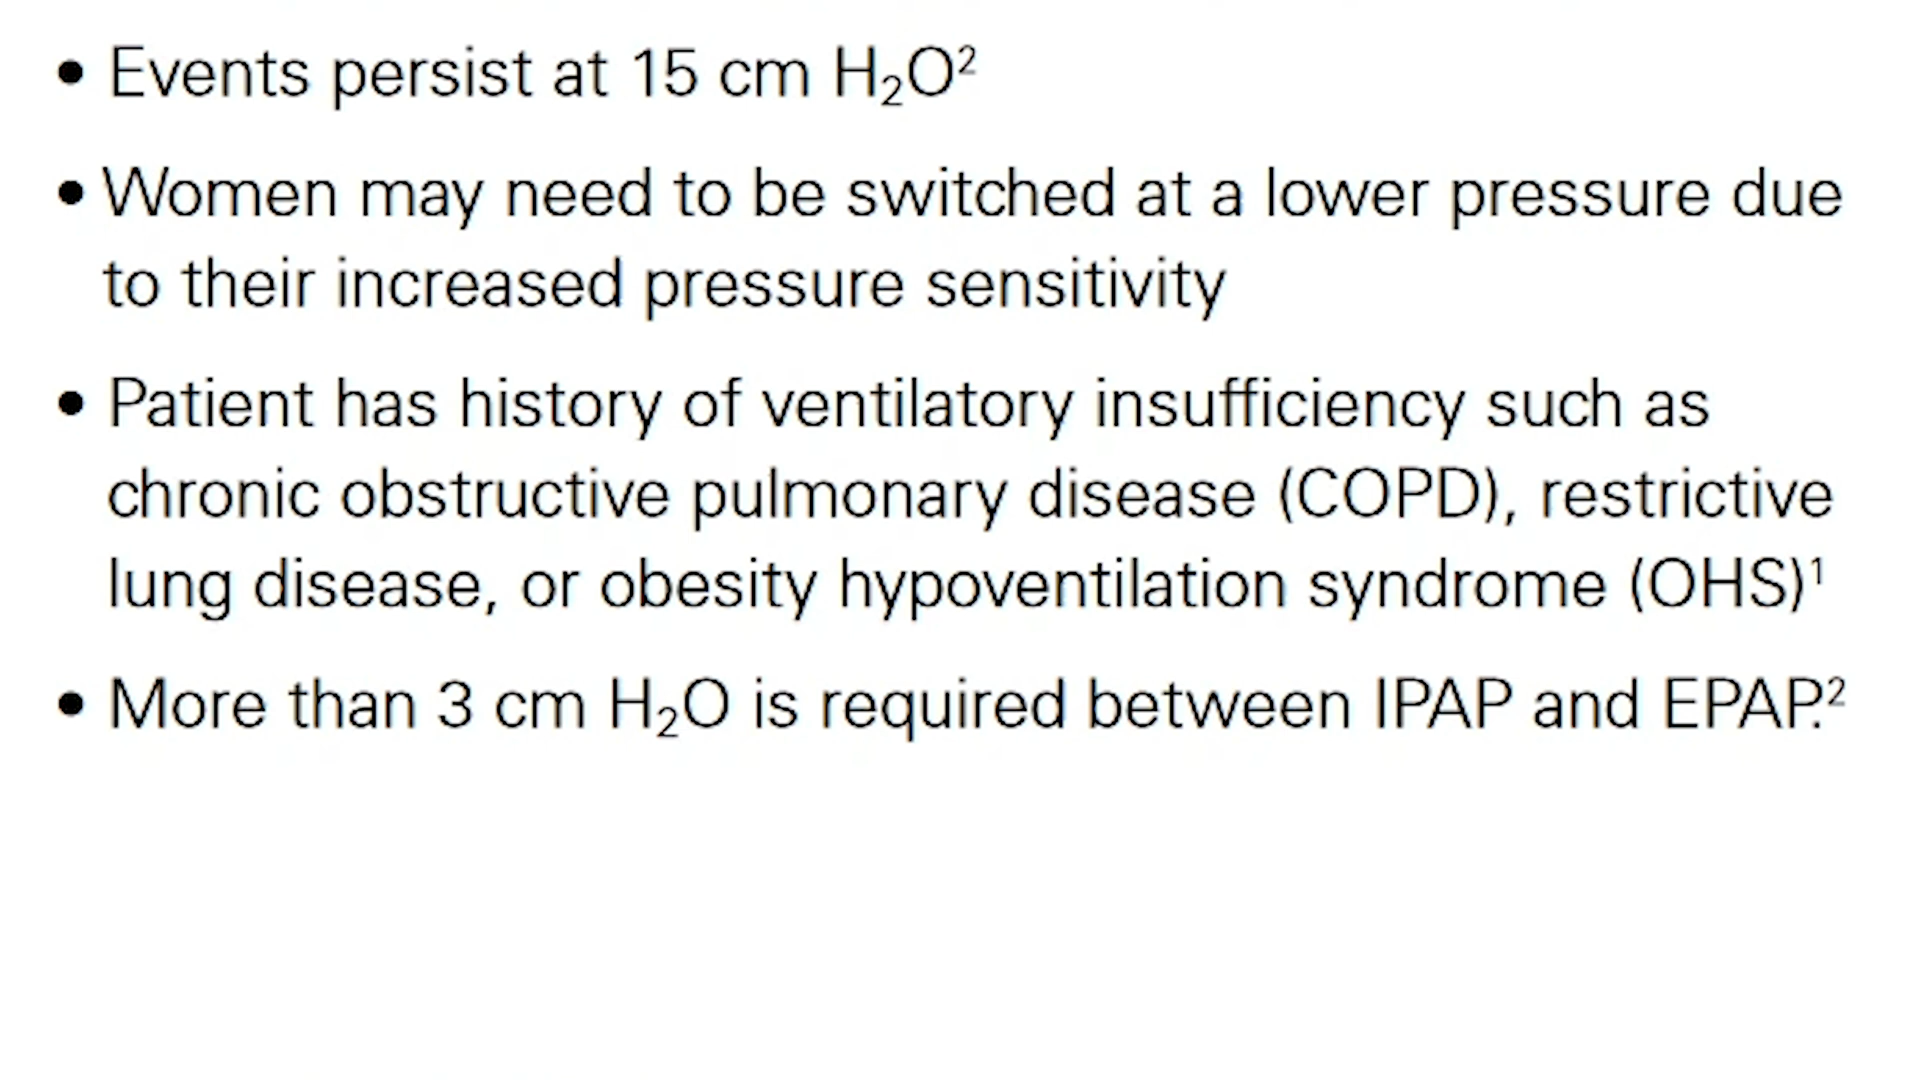 • Events persist at 15 cm H₂O²
• Women may need to be switched at a lower pressure due
to their increased pressure sensitivity
• Patient has history of ventilatory insufficiency such as
chronic obstructive pulmonary disease (COPD), restrictive
lung disease, or obesity hypoventilation syndrome (OHS)¹
• More than 3 cm H₂O is required between IPAP and EPAP.²